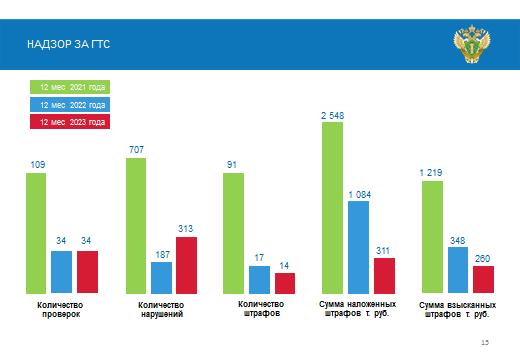 НАДЗОР ЗА ГТС
12 мес 2021 года
12 мес 2022 года
12 мес 2023 года
109
34
34
707
187
313
91
17
14
2 548
1 084
311
1 219
348
260
Количество
проверок
Количество
нарушений
Количество
штрафов
Сумма наложенных
штрафов т. руб.
Сумма взысканных
штрафов т. руб.
15